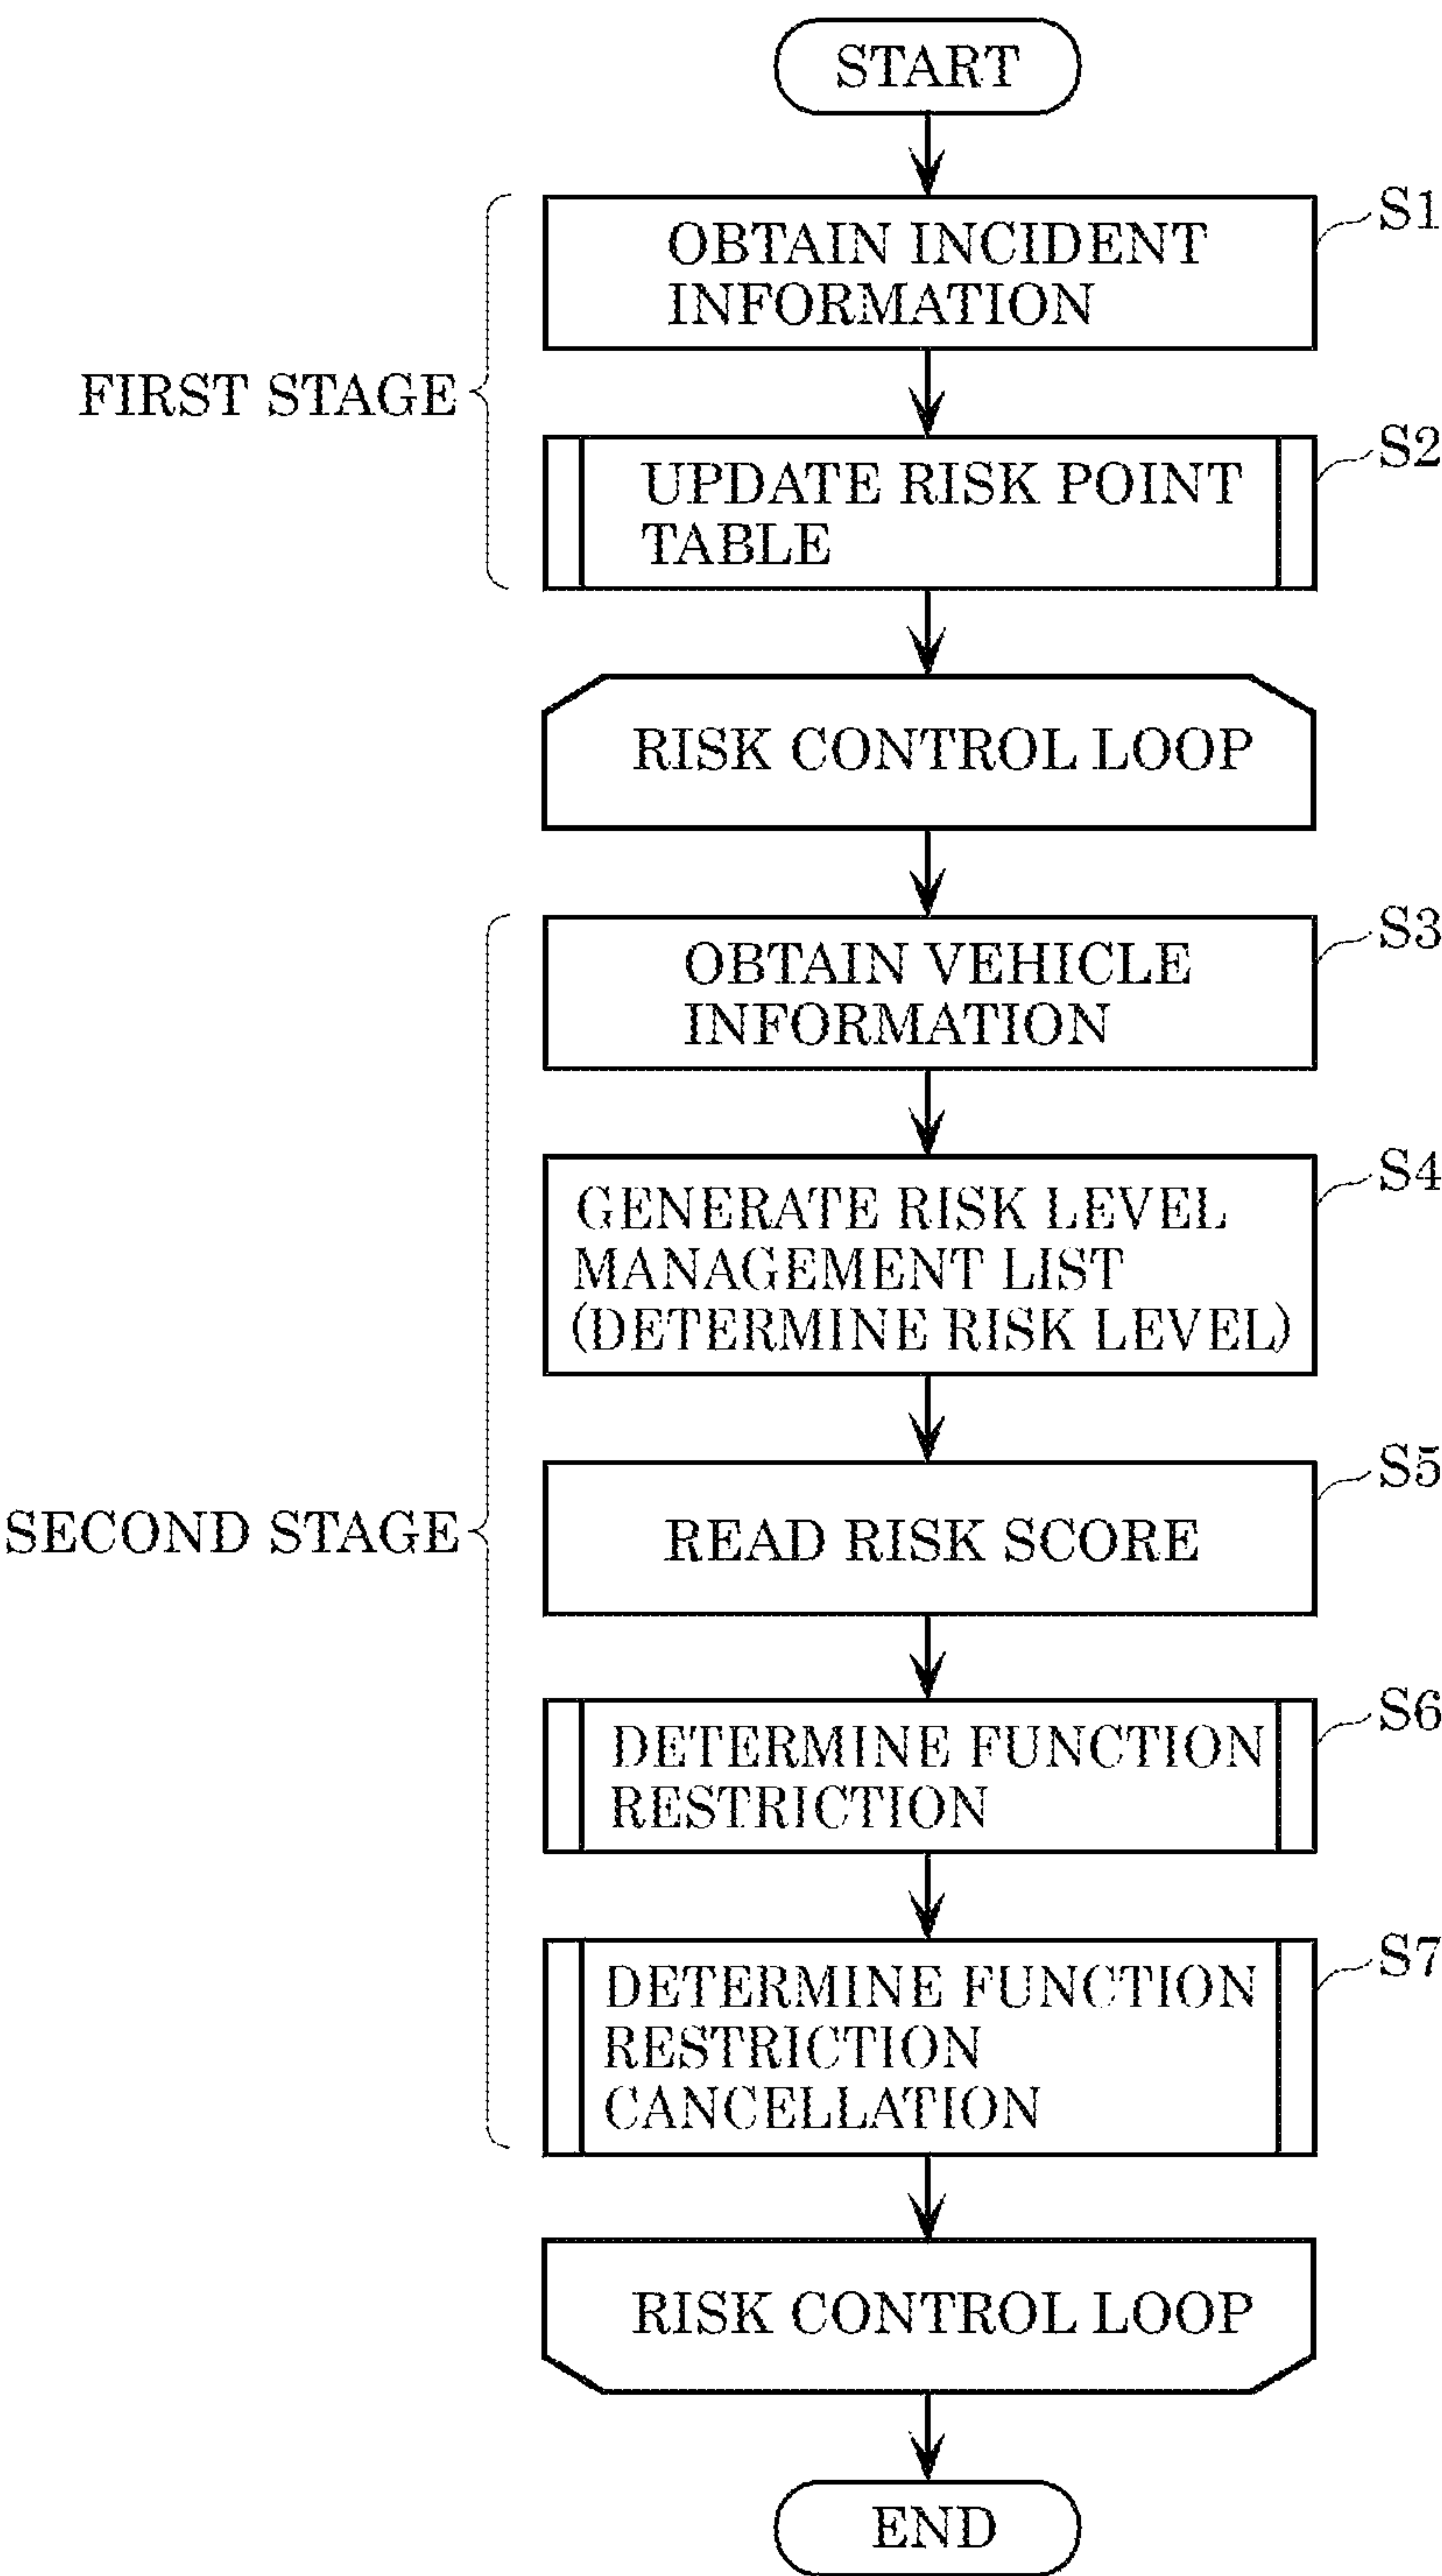 START
S1
OBTAIN INCIDENT
INFORMATION
FIRST STAGE
S2
UPDATE RISK POINT
TABLE
RISK CONTROL LOOP
S3
OBTAIN VEHICLE
INFORMATION
S4
GENERATE RISK LEVEL
MANAGEMENT LIST
(DETERMINE RISK LEVEL)
S5
READ RISK SCORE
SECOND STAGE
S6
DETERMINE FUNCTION
RESTRICTION
S7
DETERMINE FUNCTION
RESTRICTION
CANCELLATION
RISK CONTROL LOOP
END